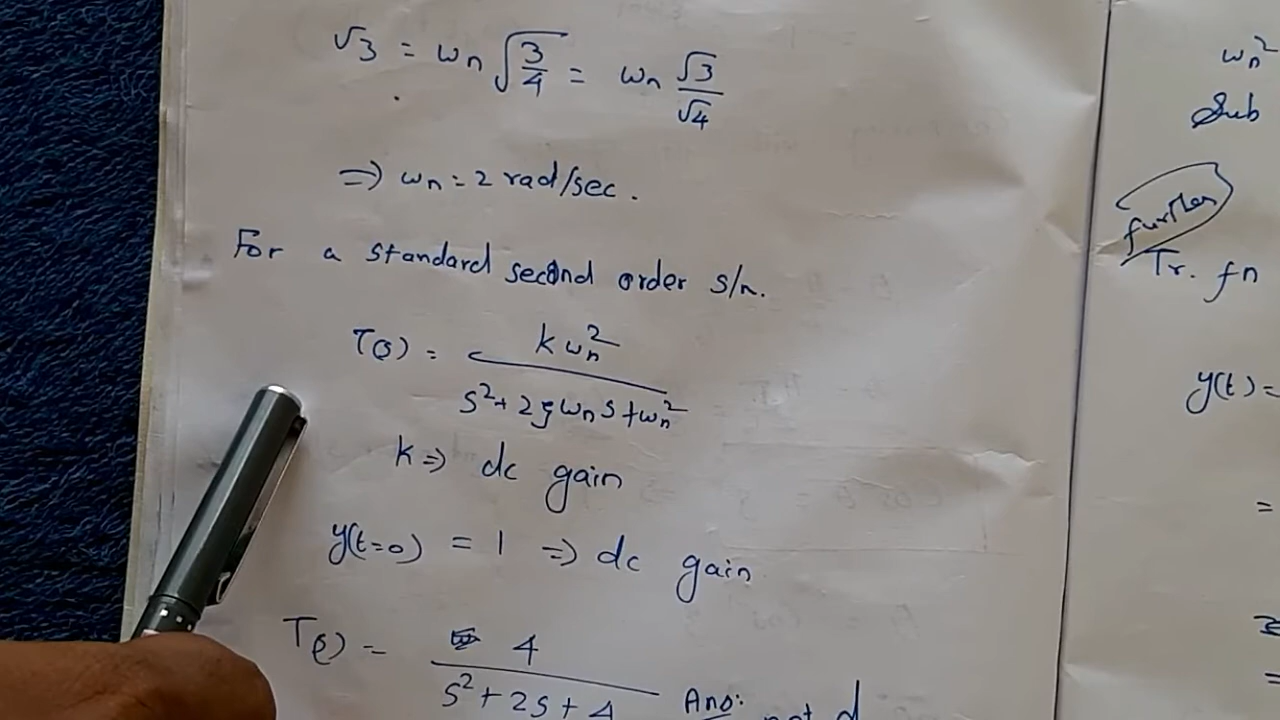 √3 = ωn √(3/4) = ωn √3/√4
⇒ ωn = 2 rad/sec.
For a standard second order s/n.
T(s) = kωn² / s² + 2ξωns + ωn²
k ⇒ dc gain
y(t=0) = 1 ⇒ dc gain
T(s) = 4 / s² + 2s + 4
Ans:
ωn²
Sub
further
Tr. fn
y(t) =
=
=